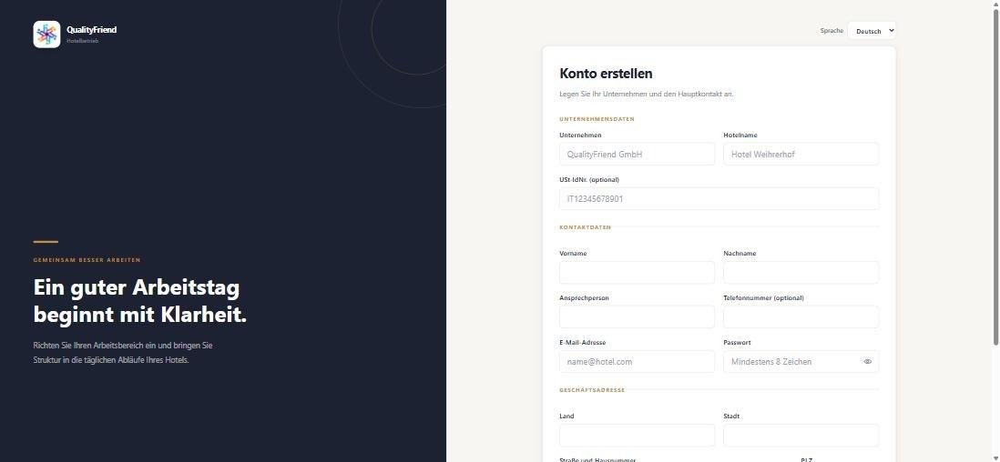 QualityFriend
Hotelbetrieb
GEMEINSAM BESSER ARBEITEN
Ein guter Arbeitstag
beginnt mit Klarheit.
Richten Sie Ihren Arbeitsbereich ein und bringen Sie
Struktur in die täglichen Abläufe Ihres Hotels.
Sprache Deutsch
Konto erstellen
Legen Sie Ihr Unternehmen und den Hauptkontakt an.
UNTERNEHMENSDATEN
Unternehmen Hotelname
QualityFriend GmbH Hotel Weihrerhof
USt-IdNr. (optional)
IT12345678901
KONTAKTDATEN
Vorname Nachname
Ansprechperson Telefonnummer (optional)
E-Mail-Adresse Passwort
name@hotel.com Mindestens 8 Zeichen
GESCHÄFTSADRESSE
Land Stadt
Straße und Hausnummer PLZ